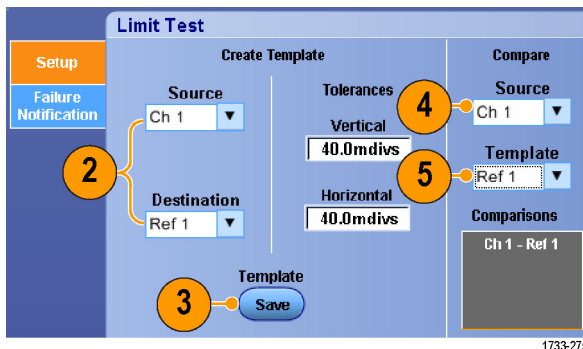 Limit Test
Setup
Failure
Notification
Create Template
Source
Ch 1
2
Destination
Ref 1
Tolerances
Vertical
40.0mdivs
Horizontal
40.0mdivs
Template
3
Save
Compare
Source
4
Ch 1
Template
5
Ref 1
Comparisons
Ch 1 - Ref 1